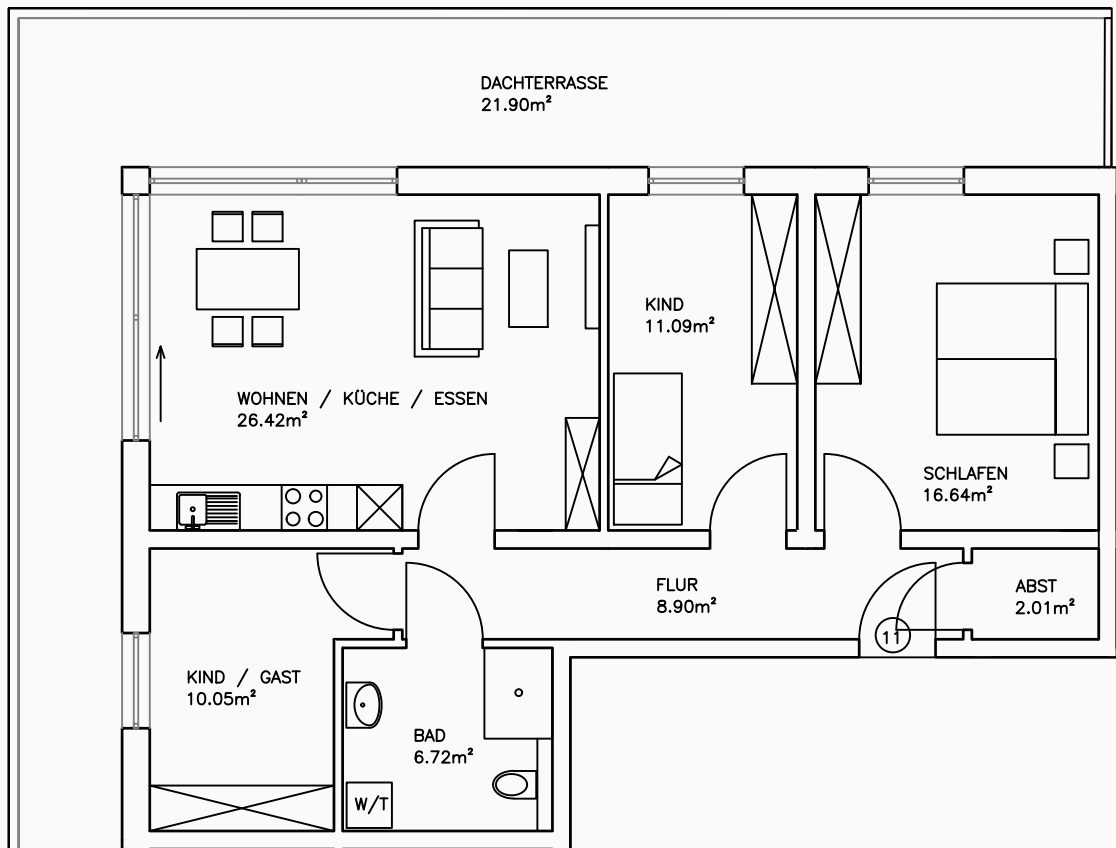 DACHTERRASSE
21.90m²
KIND
11.09m²
WOHNEN / KÜCHE / ESSEN
26.42m²
SCHLAFEN
16.64m²
FLUR
8.90m²
ABST
2.01m²
11
KIND / GAST
10.05m²
BAD
6.72m²
W/T